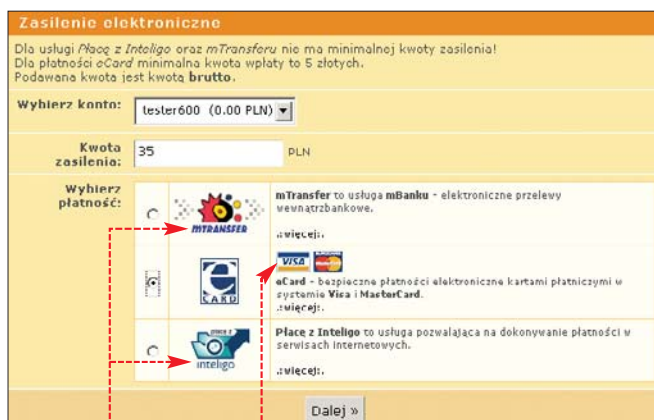 Zasilenie elektroniczne
Dla usługi Płacę z Inteligo oraz mTransferu nie ma minimalnej kwoty zasilenia!
Dla płatności eCard minimalna kwota wpłaty to 5 złotych.
Podawana kwota jest kwotą brutto.
Wybierz konto:
tester600 (0.00 PLN)
Kwota
zasilenia:
35
PLN
Wybierz
płatność:
MTRANSFER
mTransfer to usługa mBanku - elektroniczne przelewy
wewnątrzbankowe.
.:więcej:.
e
CARD
VISA MasterCard
eCard - bezpieczne płatności elektroniczne kartami płatniczymi w
systemie Visa i MasterCard.
.:więcej:.
płacę z
inteligo
Płacę z Inteligo to usługa pozwalająca na dokonywanie płatności w
serwisach internetowych.
.:więcej:.
Dalej »